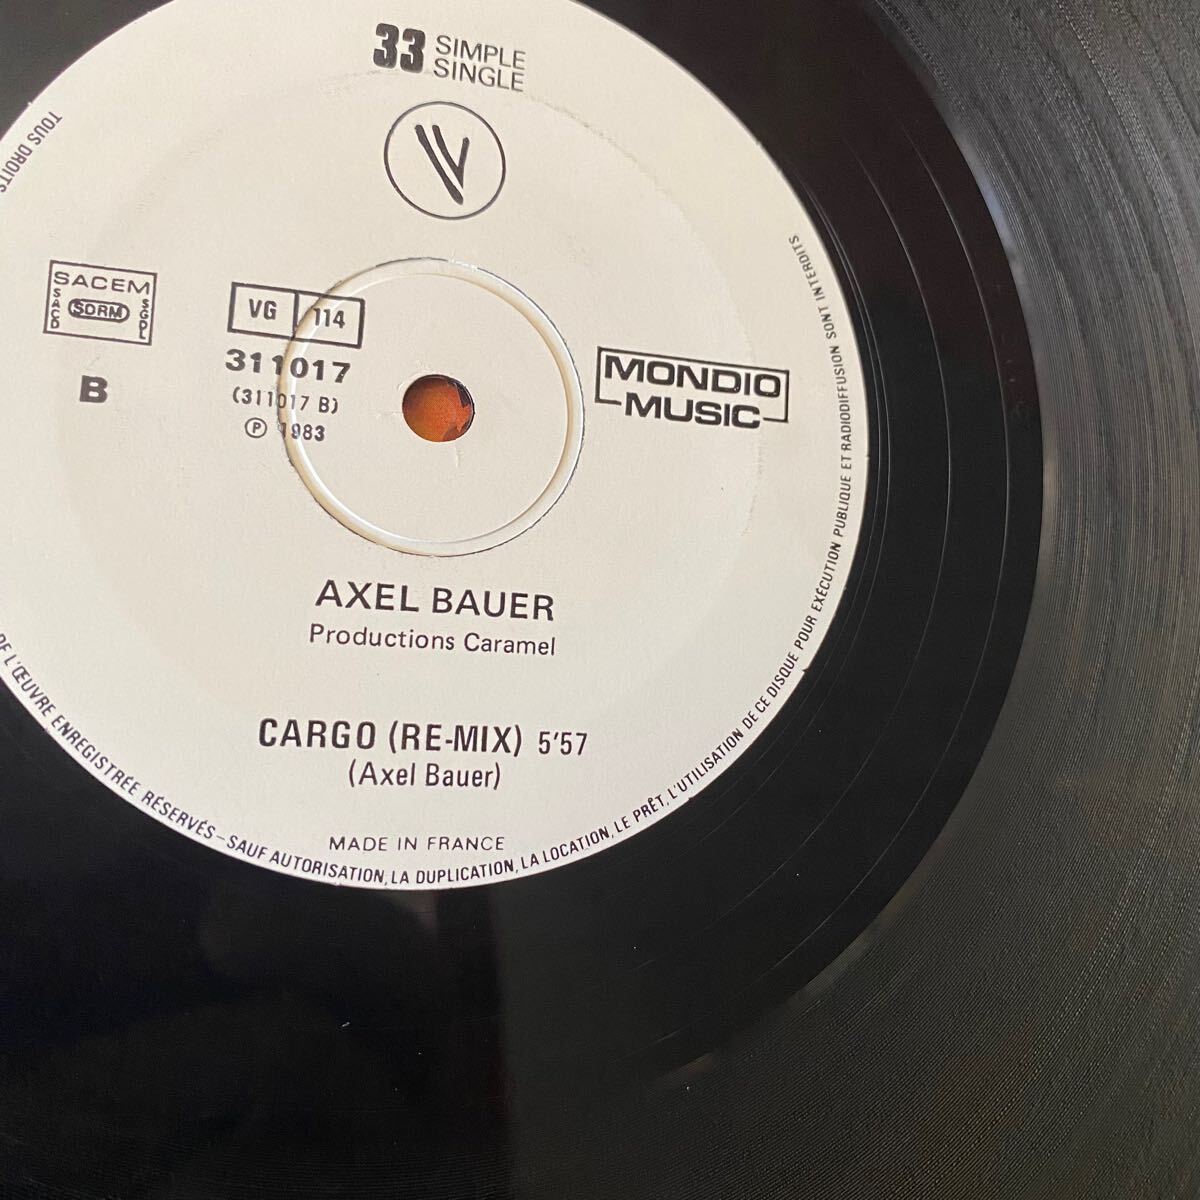 33 SIMPLE
SINGLE
SACEM
SACD
SDRM
SGDL
VG 114
311017
(311017 B)
Ⓟ 1983
B
MONDIO
MUSIC
AXEL BAUER
Productions Caramel
CARGO (RE-MIX) 5'57
(Axel Bauer)
MADE IN FRANCE
TOUS DROITS
DE L'ŒUVRE ENREGISTRÉE RÉSERVÉS - SAUF AUTORISATION, LA DUPLICATION, LA LOCATION, LE PRÊT, L'UTILISATION DE CE DISQUE POUR EXÉCUTION PUBLIQUE ET RADIODIFFUSION SONT INTERDITS.